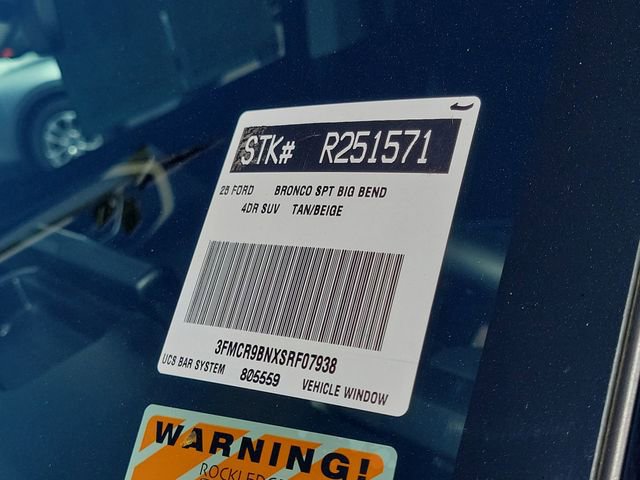 STK# R251571
25 FORD BRONCO SPT BIG BEND
4DR SUV TAN/BEIGE
3FMCR9BNXSRF07938
UCS BAR SYSTEM 805559 VEHICLE WINDOW
WARNING!